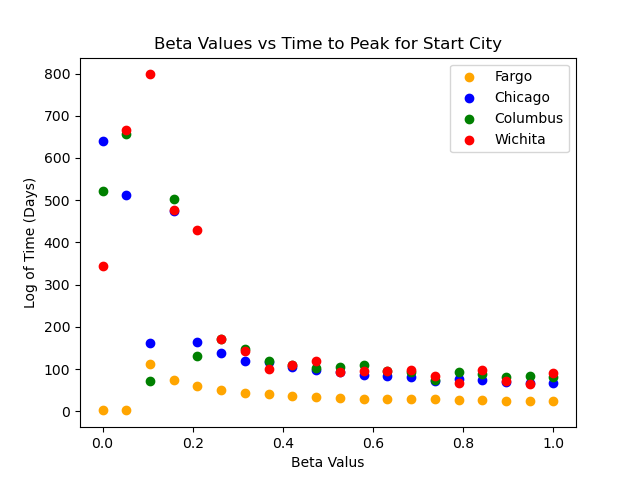 Beta Values vs Time to Peak for Start City
Fargo
Chicago
Columbus
Wichita
Log of Time (Days)
800
700
600
500
400
300
200
100
0
0.0 0.2 0.4 0.6 0.8 1.0
Beta Valus